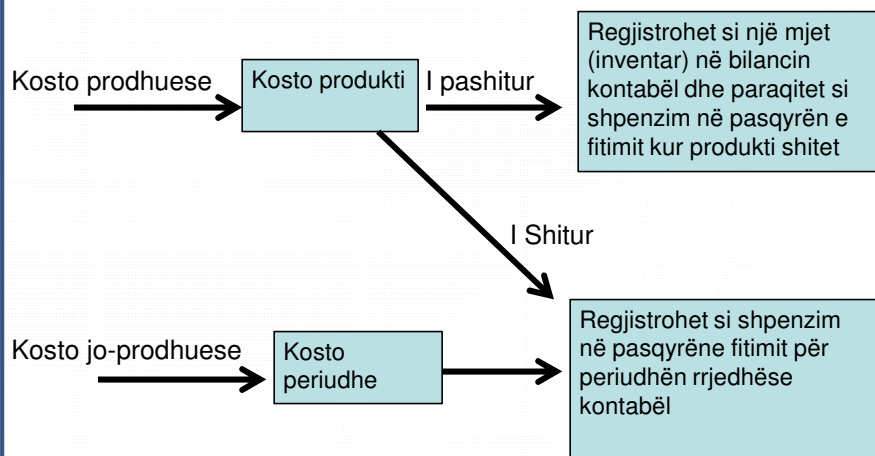 Kosto prodhuese
Kosto produkti
I pashitur
Regjistrohet si një mjet
(inventar) në bilancin
kontabël dhe paraqitet si
shpenzim në pasqyrën e
fitimit kur produkti shitet
I Shitur
Kosto jo-prodhuese
Kosto
periudhe
Regjistrohet si shpenzim
në pasqyrëne fitimit për
periudhën rrjedhëse
kontabël